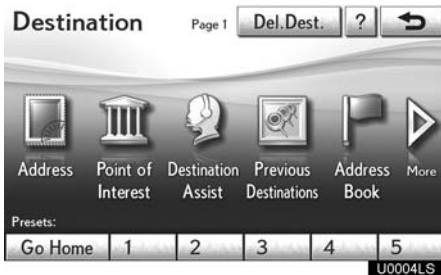 Destination Page 1 Del.Dest. ? 
Address Point of Interest Destination Assist Previous Destinations Address Book More
Presets:
Go Home 1 2 3 4 5
U0004LS